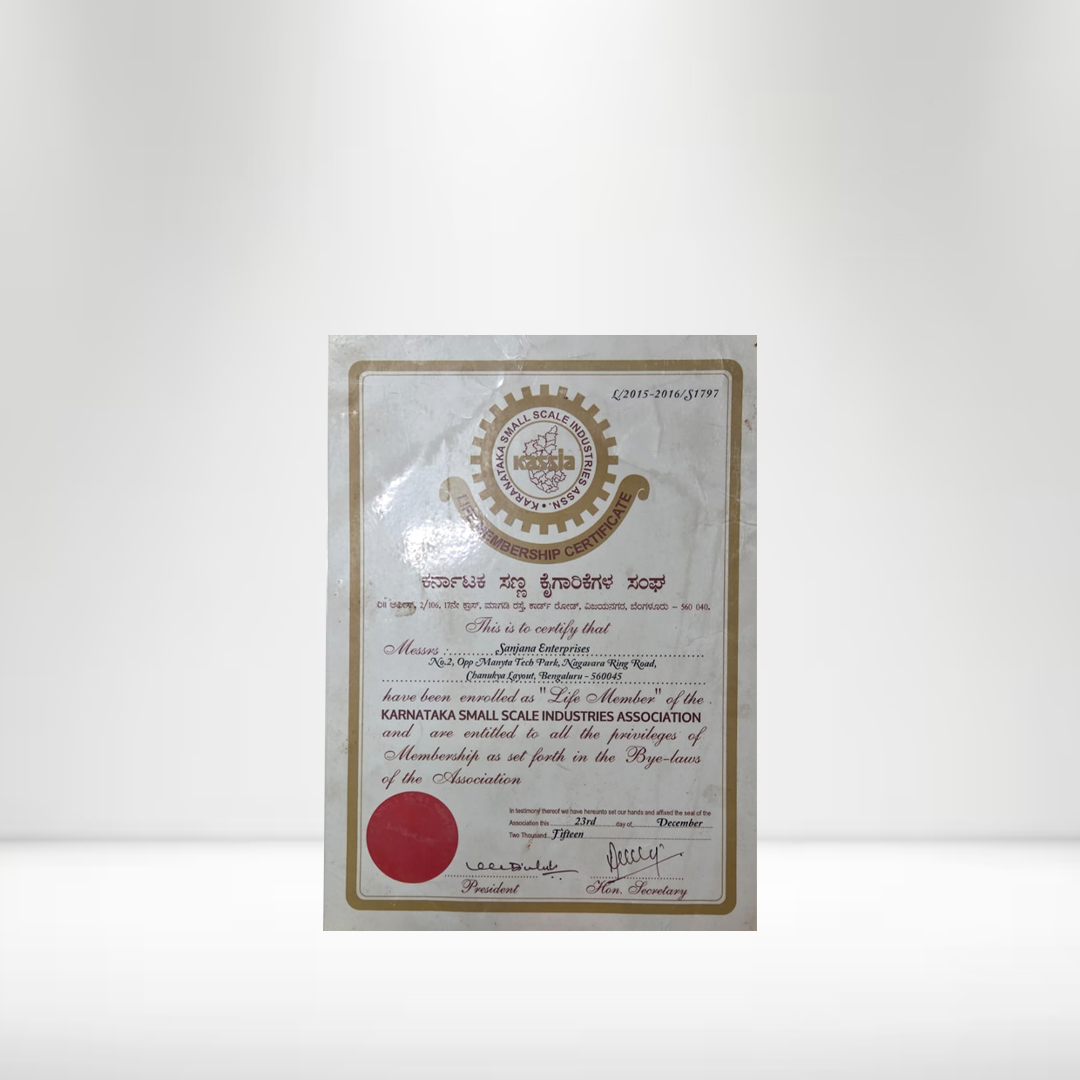 L/2015-2016/S1797
KARANATAKA SMALL SCALE INDUSTRIES ASSN.
Kassia
LIFE MEMBERSHIP CERTIFICATE
ಕರ್ನಾಟಕ ಸಣ್ಣ ಕೈಗಾರಿಕೆಗಳ ಸಂಘ
2/106, 17ನೇ ಕ್ರಾಸ್, ಮಾಗಡಿ ರಸ್ತೆ, ಕಾರ್ಡ್ ರೋಡ್, ವಿಜಯನಗರ, ಬೆಂಗಳೂರು – 560 040.
This is to certify that
Messrs : Sanjana Enterprises
No.2, Opp Manyta Tech Park, Nagavara Ring Road,
Chanukya Layout, Bengaluru - 560045
have been enrolled as "Life Member" of the
KARNATAKA SMALL SCALE INDUSTRIES ASSOCIATION
and are entitled to all the privileges of
Membership as set forth in the Bye-laws
of the Association
In testimony thereof we have hereunto set our hands and affixed the seal of the
Association this 23rd day of December
Two Thousand Fifteen
President Hon. Secretary